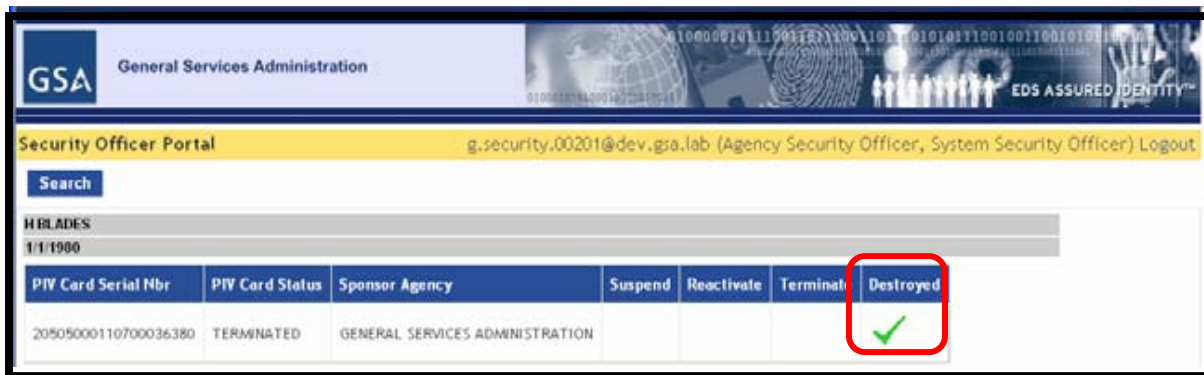 GSA
General Services Administration
EDS ASSURED IDENTITY™
Security Officer Portal g.security.00201@dev.gsa.lab (Agency Security Officer, System Security Officer) Logout
Search
H BLADES
1/1/1980
PIV Card Serial Nbr PIV Card Status Sponsor Agency Suspend Reactivate Terminate Destroyed
20505000110700036380 TERMINATED GENERAL SERVICES ADMINISTRATION